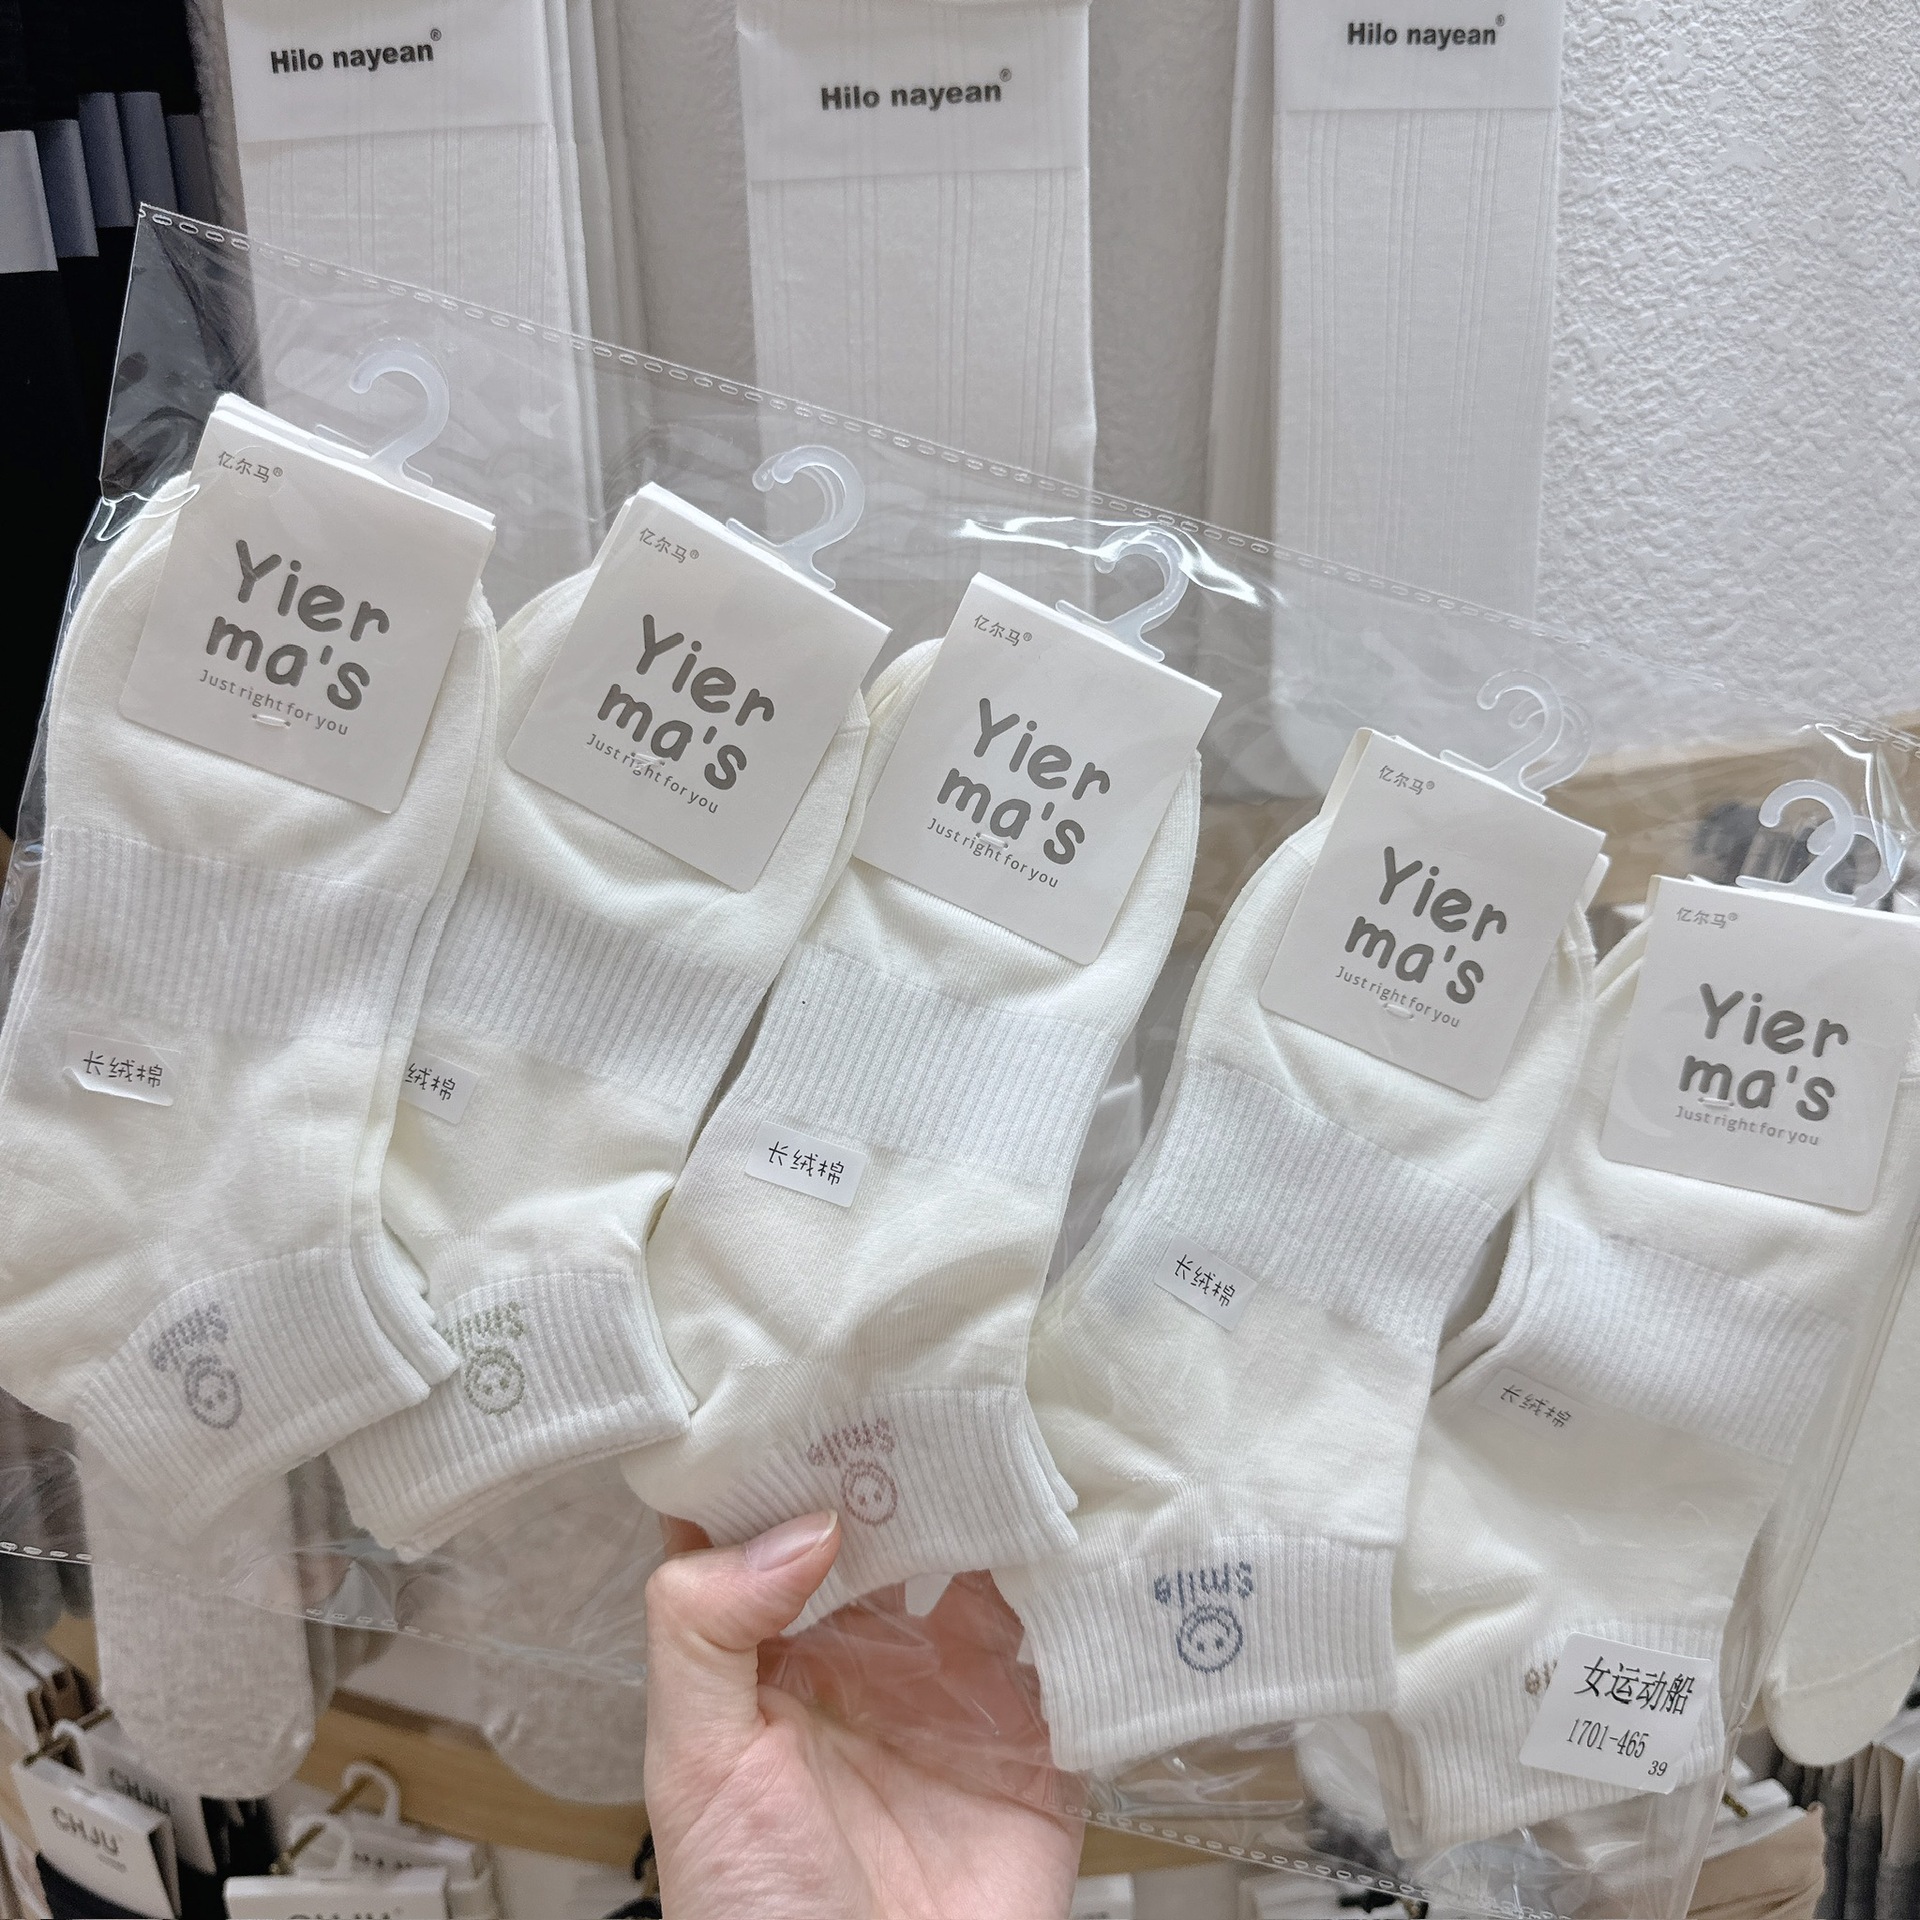 Hilo nayean®
Hilo nayean®
Hilo nayean®
亿尔马®
Yier
ma's
Just right for you
亿尔马®
Yier
ma's
Just right for you
亿尔马®
Yier
ma's
Just right for you
亿尔马®
Yier
ma's
Just right for you
亿尔马®
Yier
ma's
Just right for you
长绒棉
绒棉
长绒棉
长绒棉
长绒棉
smile
smile
smile
smile
女运动船
1701-465
39
CHJU
CHJU